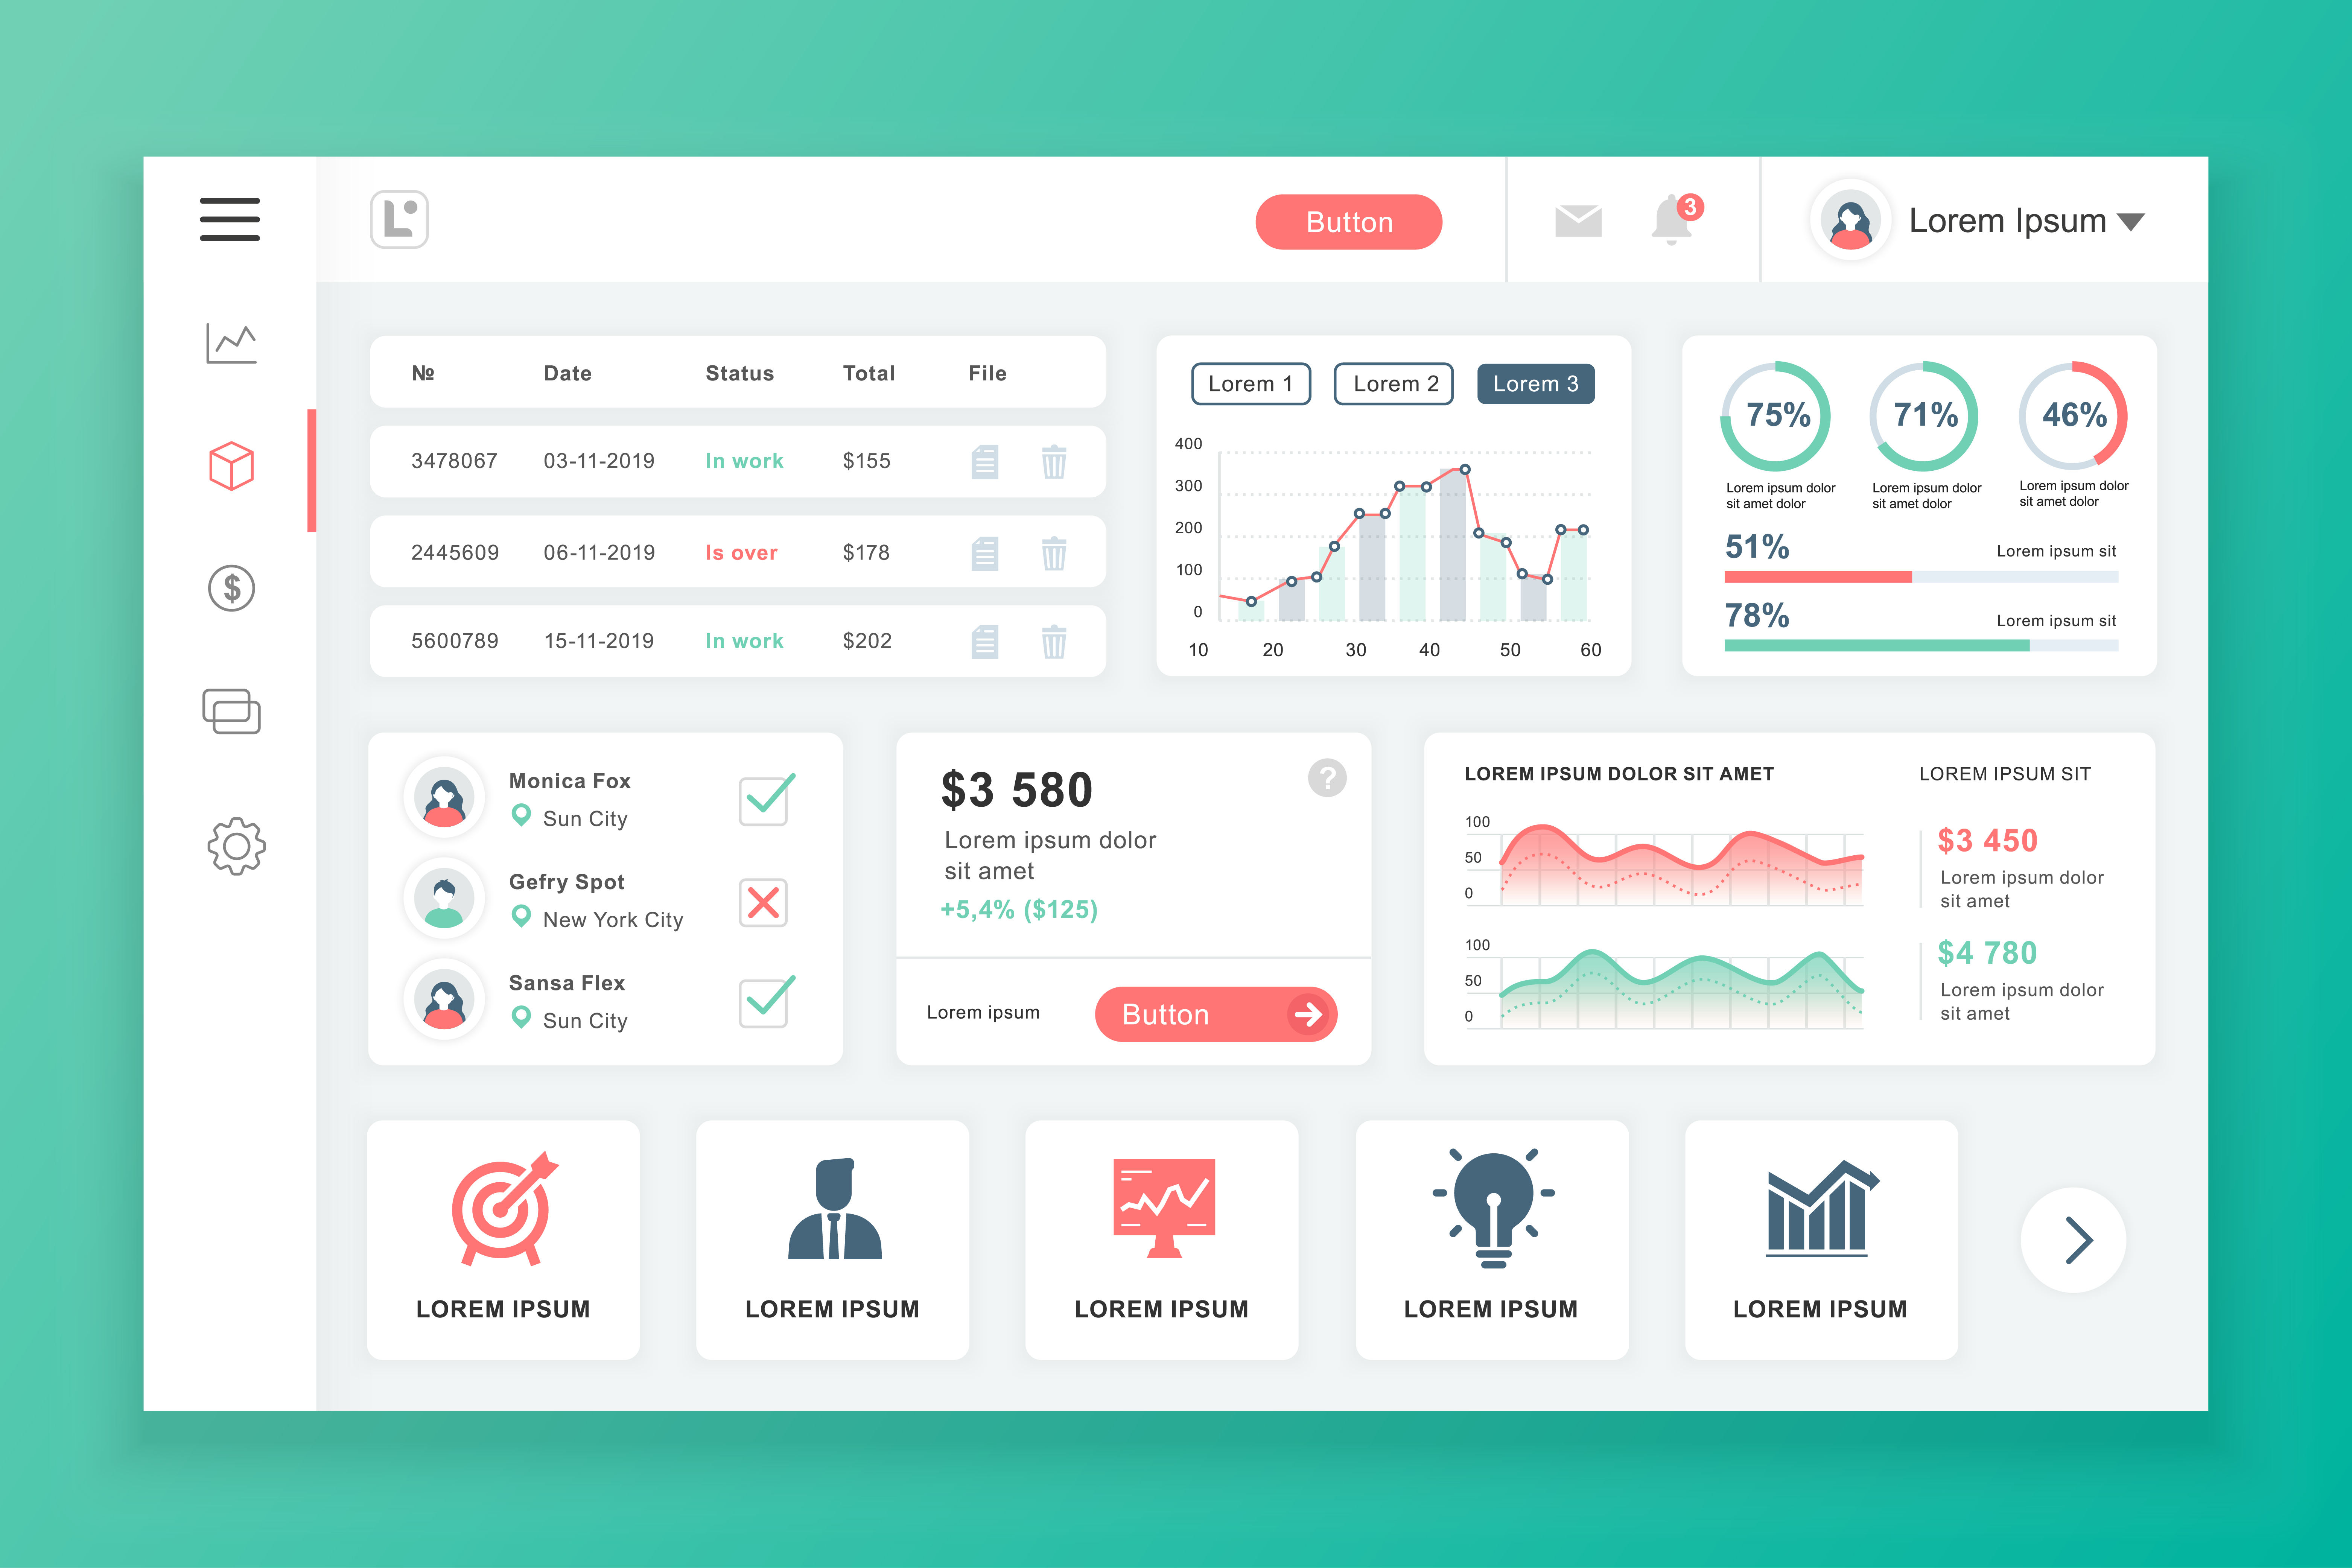 L
Button
3
Lorem Ipsum
№ Date Status Total File
3478067 03-11-2019 In work $155
2445609 06-11-2019 Is over $178
5600789 15-11-2019 In work $202
Lorem 1 Lorem 2 Lorem 3
400
300
200
100
0
10 20 30 40 50 60
75% 71% 46%
Lorem ipsum dolor
sit amet dolor
Lorem ipsum dolor
sit amet dolor
Lorem ipsum dolor
sit amet dolor
51% Lorem ipsum sit
78% Lorem ipsum sit
Monica Fox
Sun City
Gefry Spot
New York City
Sansa Flex
Sun City
$3 580
?
Lorem ipsum dolor
sit amet
+5,4% ($125)
Lorem ipsum
Button
LOREM IPSUM DOLOR SIT AMET
100
50
0
100
50
0
LOREM IPSUM SIT
$3 450
Lorem ipsum dolor
sit amet
$4 780
Lorem ipsum dolor
sit amet
LOREM IPSUM
LOREM IPSUM
LOREM IPSUM
LOREM IPSUM
LOREM IPSUM